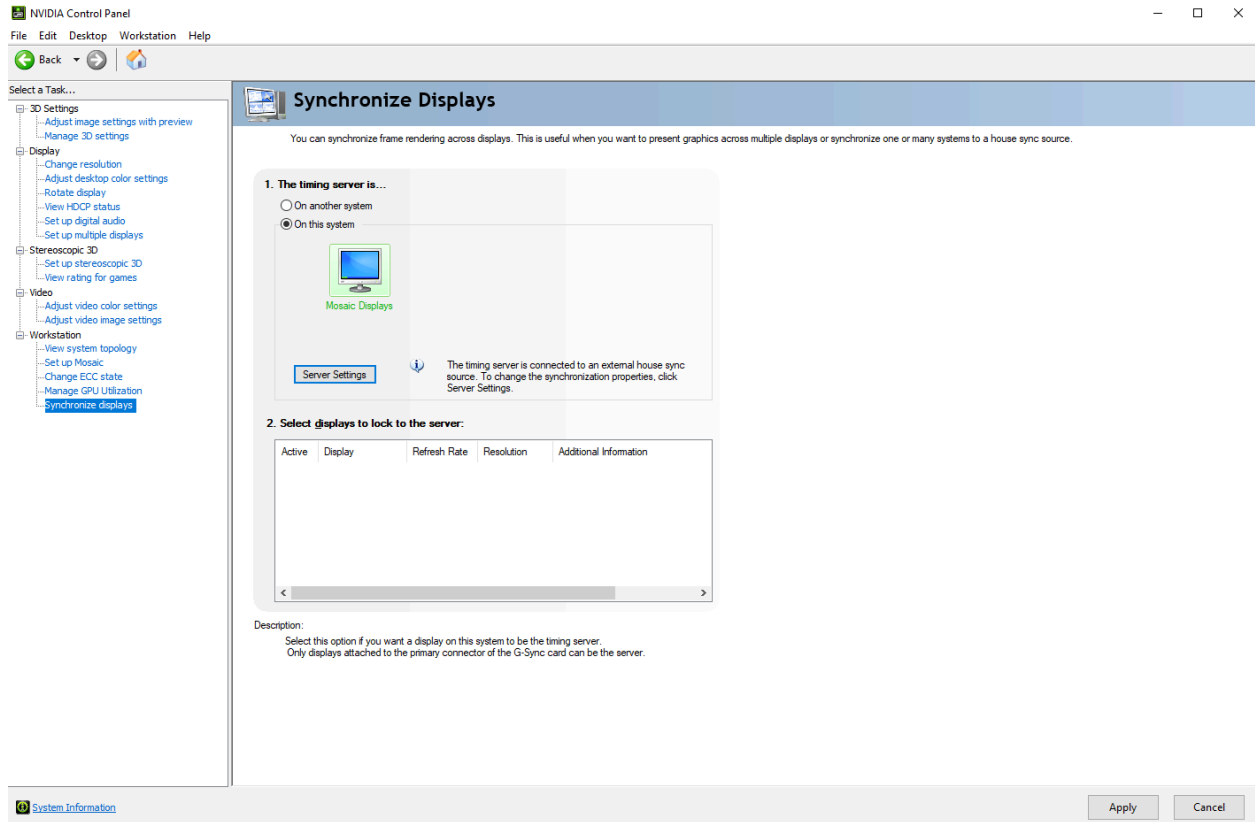 NVIDIA Control Panel
File Edit Desktop Workstation Help
Back
Select a Task...
3D Settings
Adjust image settings with preview
Manage 3D settings
Display
Change resolution
Adjust desktop color settings
Rotate display
View HDCP status
Set up digital audio
Set up multiple displays
Stereoscopic 3D
Set up stereoscopic 3D
View rating for games
Video
Adjust video color settings
Adjust video image settings
Workstation
View system topology
Set up Mosaic
Change ECC state
Manage GPU Utilization
Synchronize displays
Synchronize Displays
You can synchronize frame rendering across displays. This is useful when you want to present graphics across multiple displays or synchronize one or many systems to a house sync source.
1. The timing server is...
On another system
On this system
Mosaic Displays
Server Settings
The timing server is connected to an external house sync
source. To change the synchronization properties, click
Server Settings.
2. Select displays to lock to the server:
Active Display Refresh Rate Resolution Additional Information
Description:
Select this option if you want a display on this system to be the timing server.
Only displays attached to the primary connector of the G-Sync card can be the server.
System Information
Apply Cancel